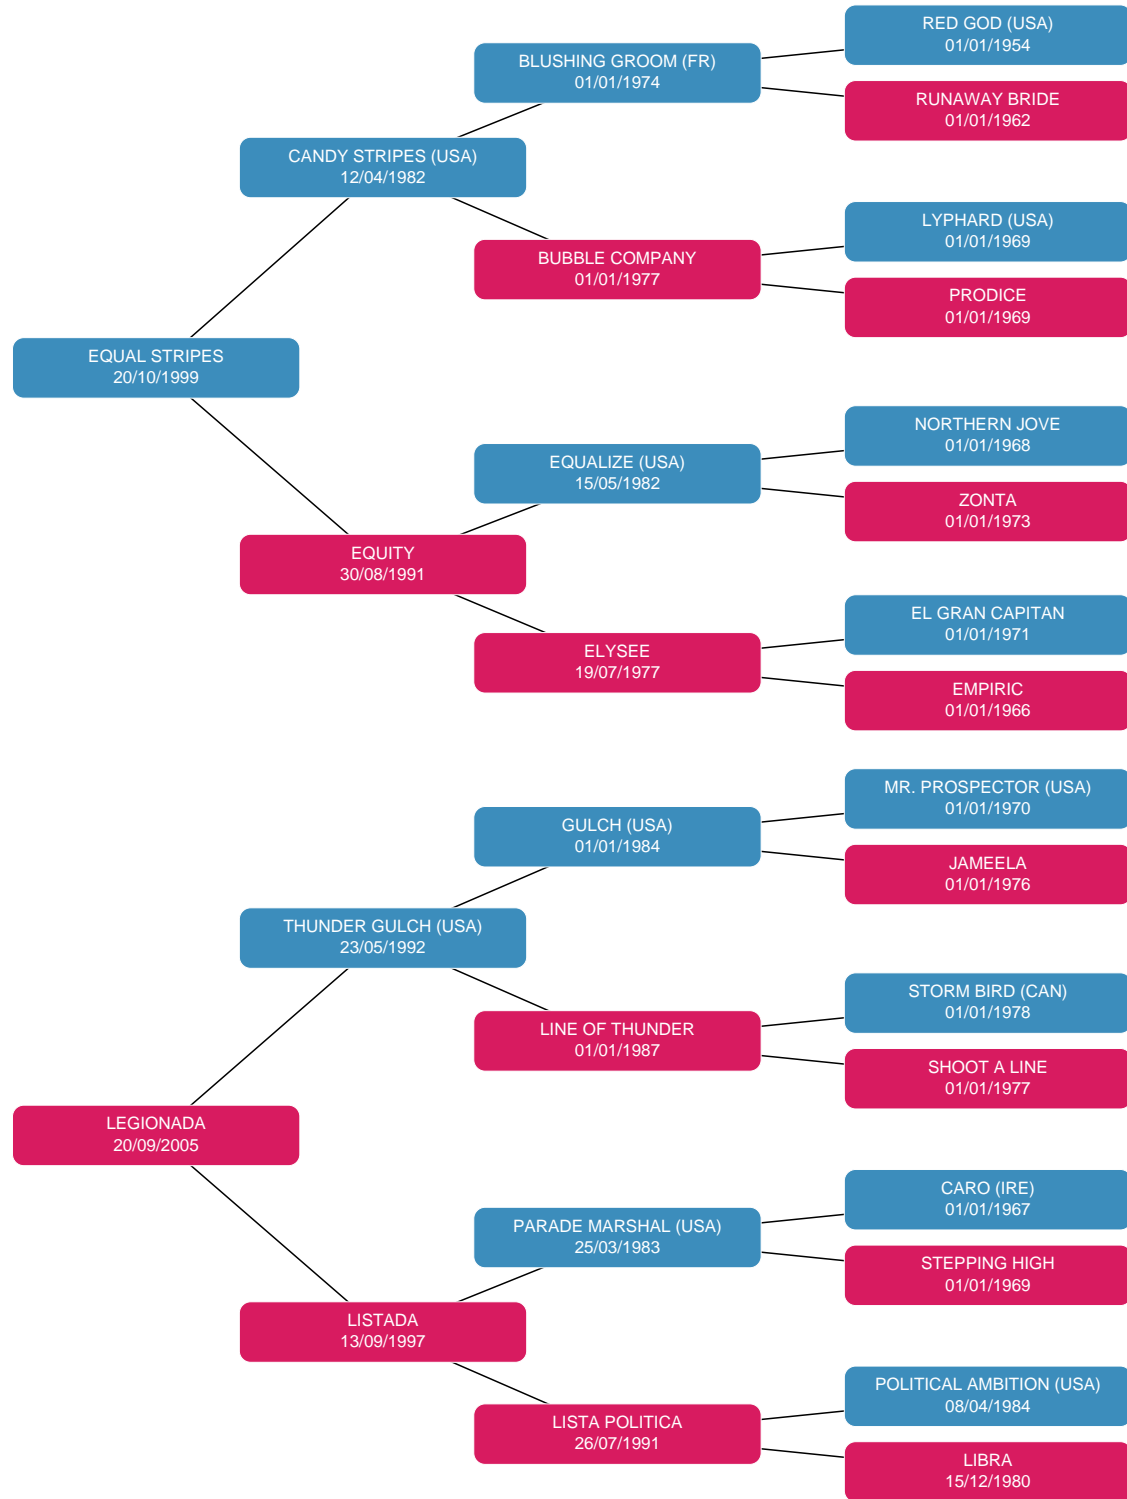 RED GOD (USA)
01/01/1954
BLUSHING GROOM (FR)
01/01/1974
RUNAWAY BRIDE
01/01/1962
CANDY STRIPES (USA)
12/04/1982
LYPHARD (USA)
01/01/1969
BUBBLE COMPANY
01/01/1977
PRODICE
01/01/1969
EQUAL STRIPES
20/10/1999
NORTHERN JOVE
01/01/1968
EQUALIZE (USA)
15/05/1982
ZONTA
01/01/1973
EQUITY
30/08/1991
EL GRAN CAPITAN
01/01/1971
ELYSEE
19/07/1977
EMPIRIC
01/01/1966
MR. PROSPECTOR (USA)
01/01/1970
GULCH (USA)
01/01/1984
JAMEELA
01/01/1976
THUNDER GULCH (USA)
23/05/1992
STORM BIRD (CAN)
01/01/1978
LINE OF THUNDER
01/01/1987
SHOOT A LINE
01/01/1977
LEGIONADA
20/09/2005
CARO (IRE)
01/01/1967
PARADE MARSHAL (USA)
25/03/1983
STEPPING HIGH
01/01/1969
LISTADA
13/09/1997
POLITICAL AMBITION (USA)
08/04/1984
LISTA POLITICA
26/07/1991
LIBRA
15/12/1980